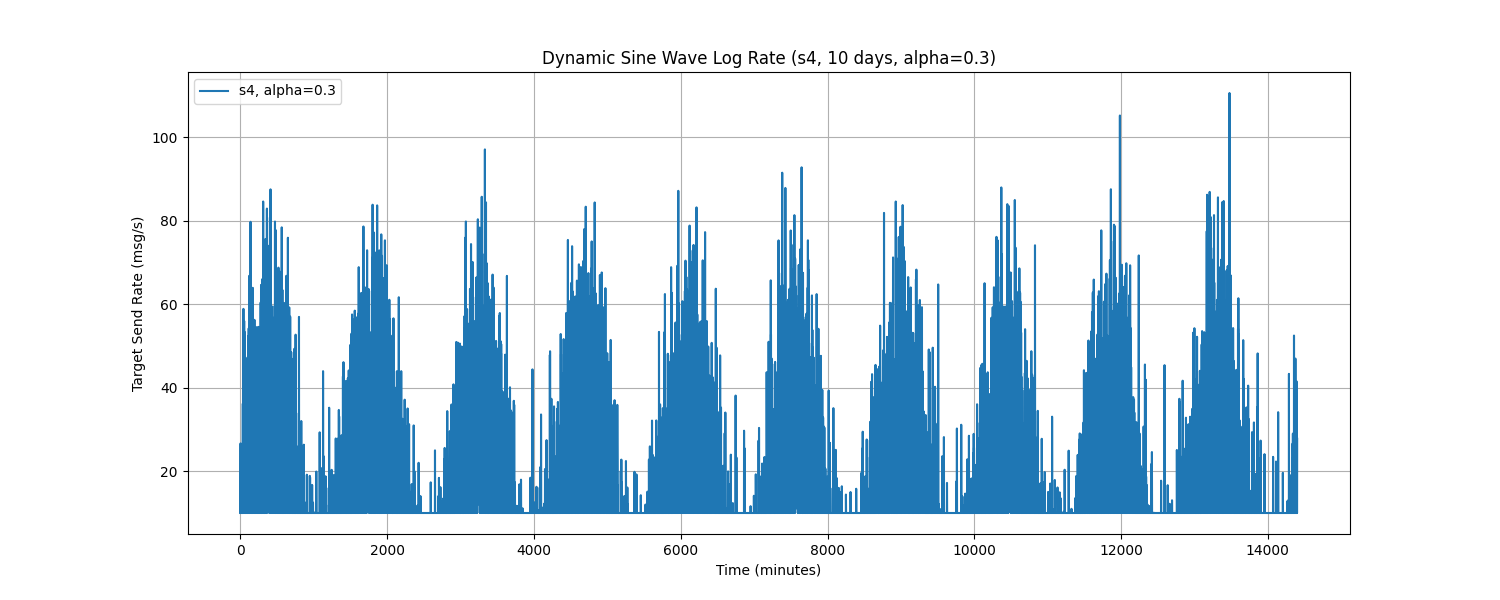 Dynamic Sine Wave Log Rate (s4, 10 days, alpha=0.3)
s4, alpha=0.3
Target Send Rate (msg/s)
100
80
60
40
20
0 2000 4000 6000 8000 10000 12000 14000
Time (minutes)